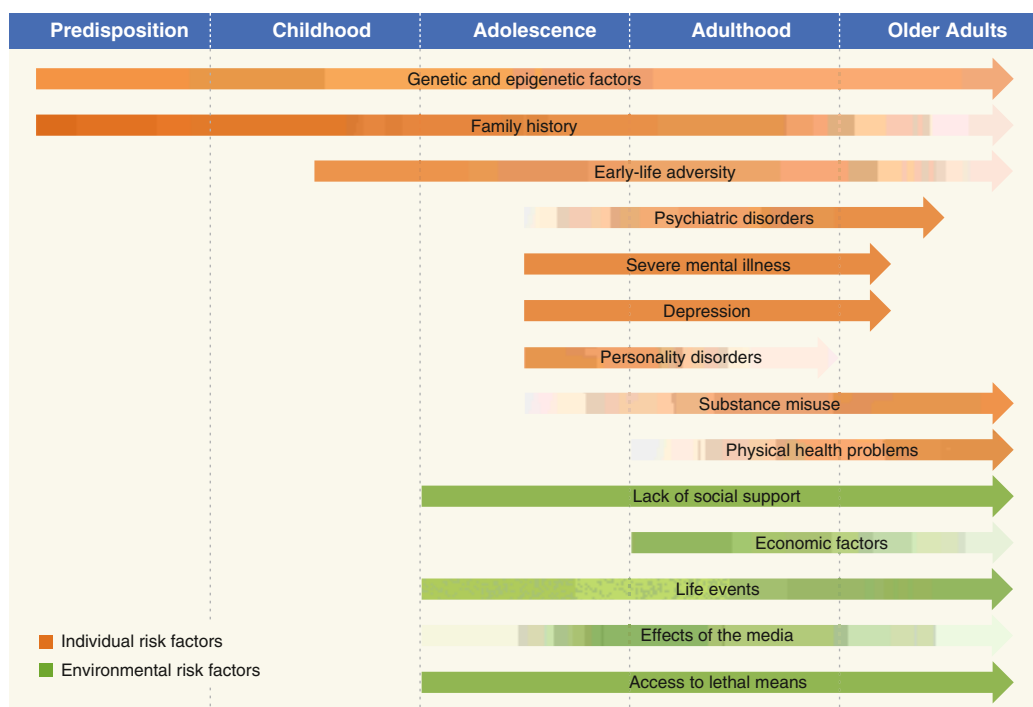 Predisposition Childhood Adolescence Adulthood Older Adults
Genetic and epigenetic factors
Family history
Early-life adversity
Psychiatric disorders
Severe mental illness
Depression
Personality disorders
Substance misuse
Physical health problems
Lack of social support
Economic factors
Life events
Effects of the media
Individual risk factors
Environmental risk factors
Access to lethal means